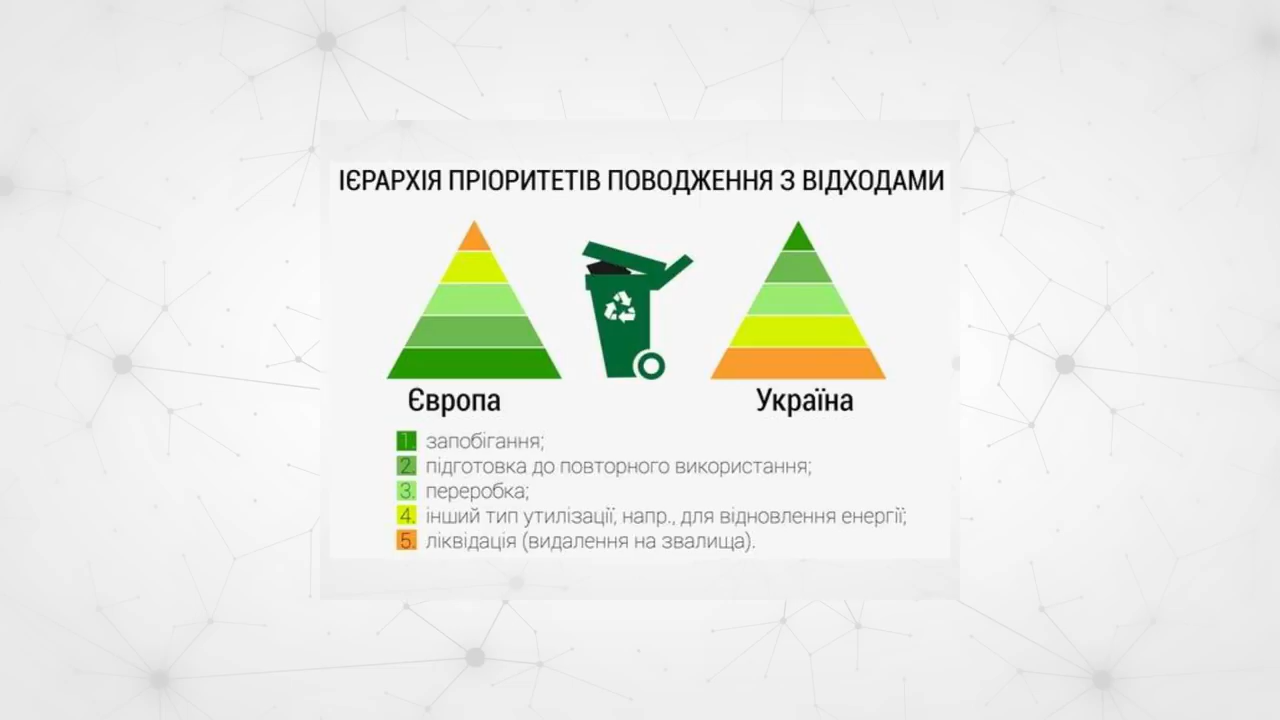 ІЄРАРХІЯ ПРІОРИТЕТІВ ПОВОДЖЕННЯ З ВІДХОДАМИ
Європа
Україна
1. запобігання;
2. підготовка до повторного використання;
3. переробка;
4. інший тип утилізації, напр., для відновлення енергії;
5. ліквідація (видалення на звалища).